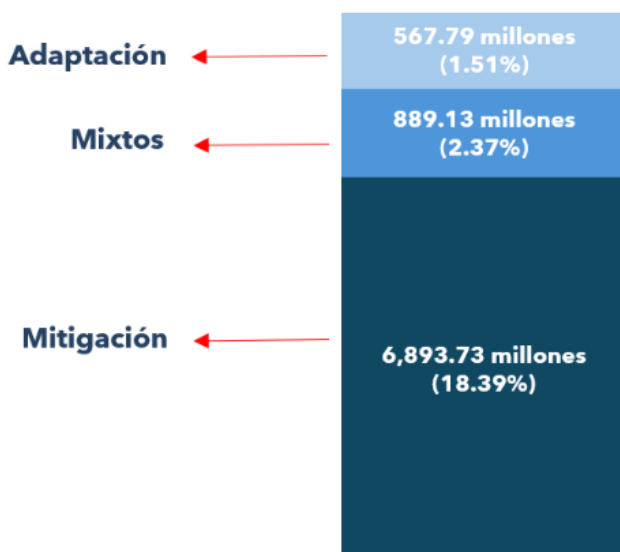 Adaptación
567.79 millones
(1.51%)
Mixtos
889.13 millones
(2.37%)
Mitigación
6,893.73 millones
(18.39%)